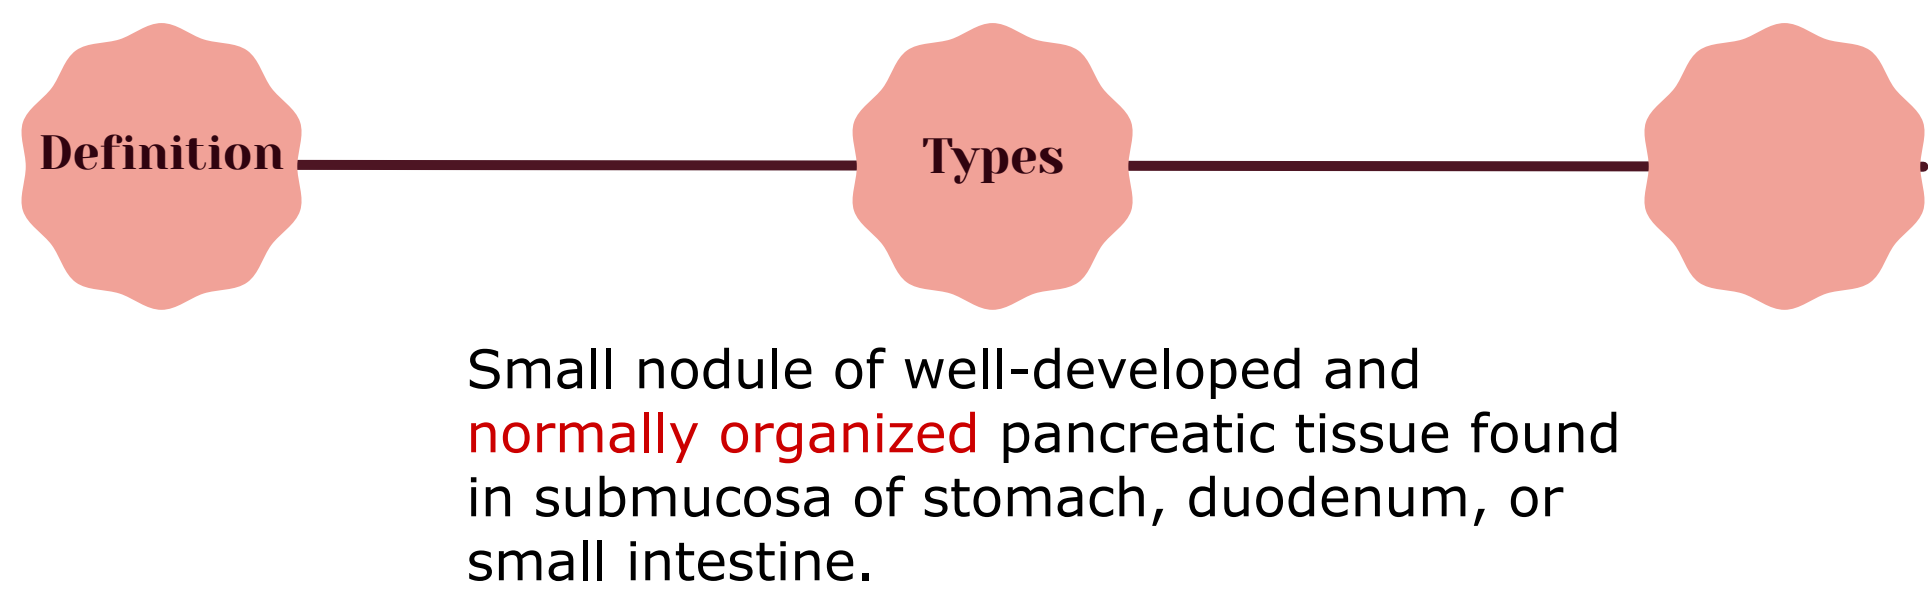 Definition
Types
Small nodule of well-developed and
normally organized pancreatic tissue found
in submucosa of stomach, duodenum, or
small intestine.